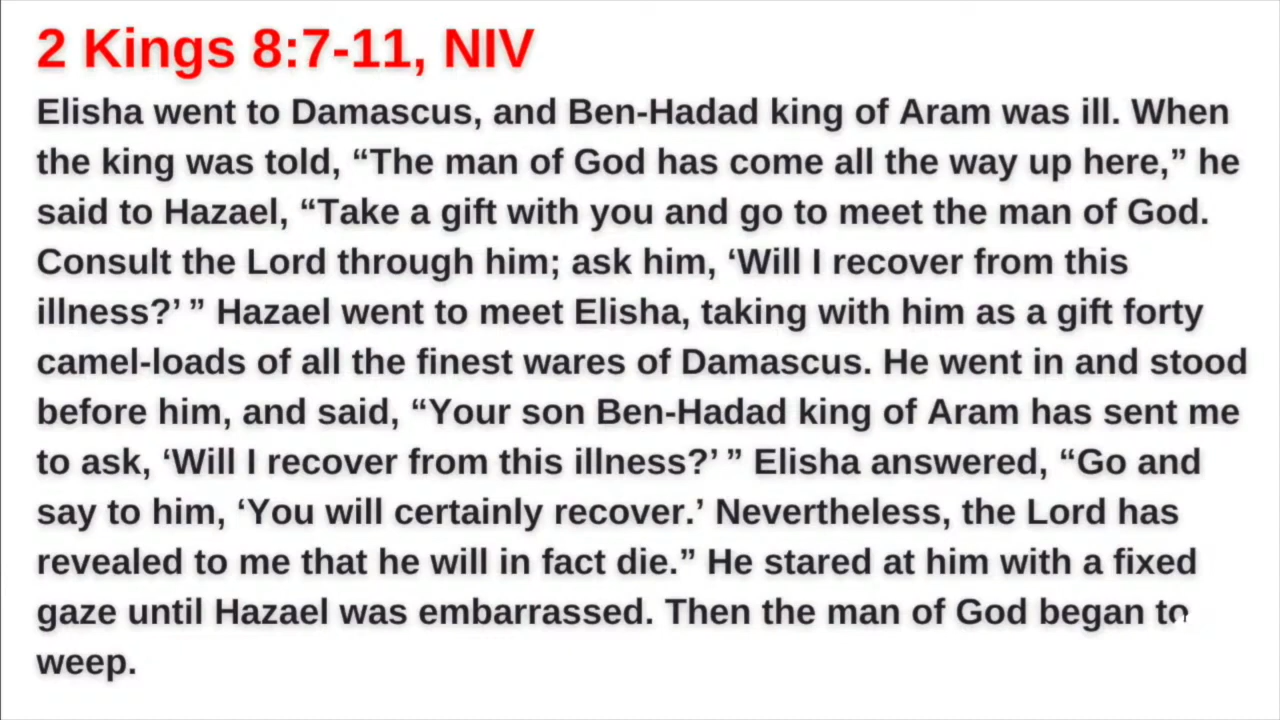 2 Kings 8:7-11, NIV
Elisha went to Damascus, and Ben-Hadad king of Aram was ill. When
the king was told, “The man of God has come all the way up here,” he
said to Hazael, “Take a gift with you and go to meet the man of God.
Consult the Lord through him; ask him, ‘Will I recover from this
illness?’ ” Hazael went to meet Elisha, taking with him as a gift forty
camel-loads of all the finest wares of Damascus. He went in and stood
before him, and said, “Your son Ben-Hadad king of Aram has sent me
to ask, ‘Will I recover from this illness?’ ” Elisha answered, “Go and
say to him, ‘You will certainly recover.’ Nevertheless, the Lord has
revealed to me that he will in fact die.” He stared at him with a fixed
gaze until Hazael was embarrassed. Then the man of God began to
weep.